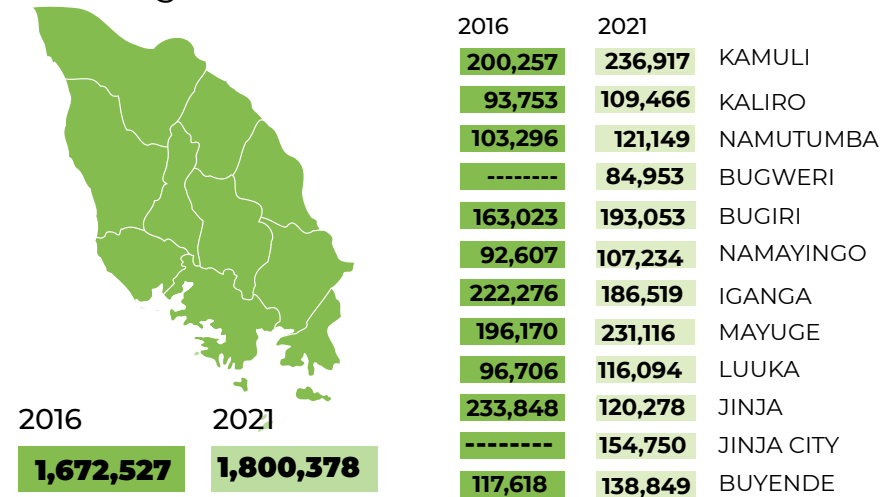 2016 2021
200,257 236,917 KAMULI
93,753 109,466 KALIRO
103,296 121,149 NAMUTUMBA
-------- 84,953 BUGWERI
163,023 193,053 BUGIRI
92,607 107,234 NAMAYINGO
222,276 186,519 IGANGA
196,170 231,116 MAYUGE
96,706 116,094 LUUKA
233,848 120,278 JINJA
-------- 154,750 JINJA CITY
117,618 138,849 BUYENDE
2016 2021
1,672,527 1,800,378